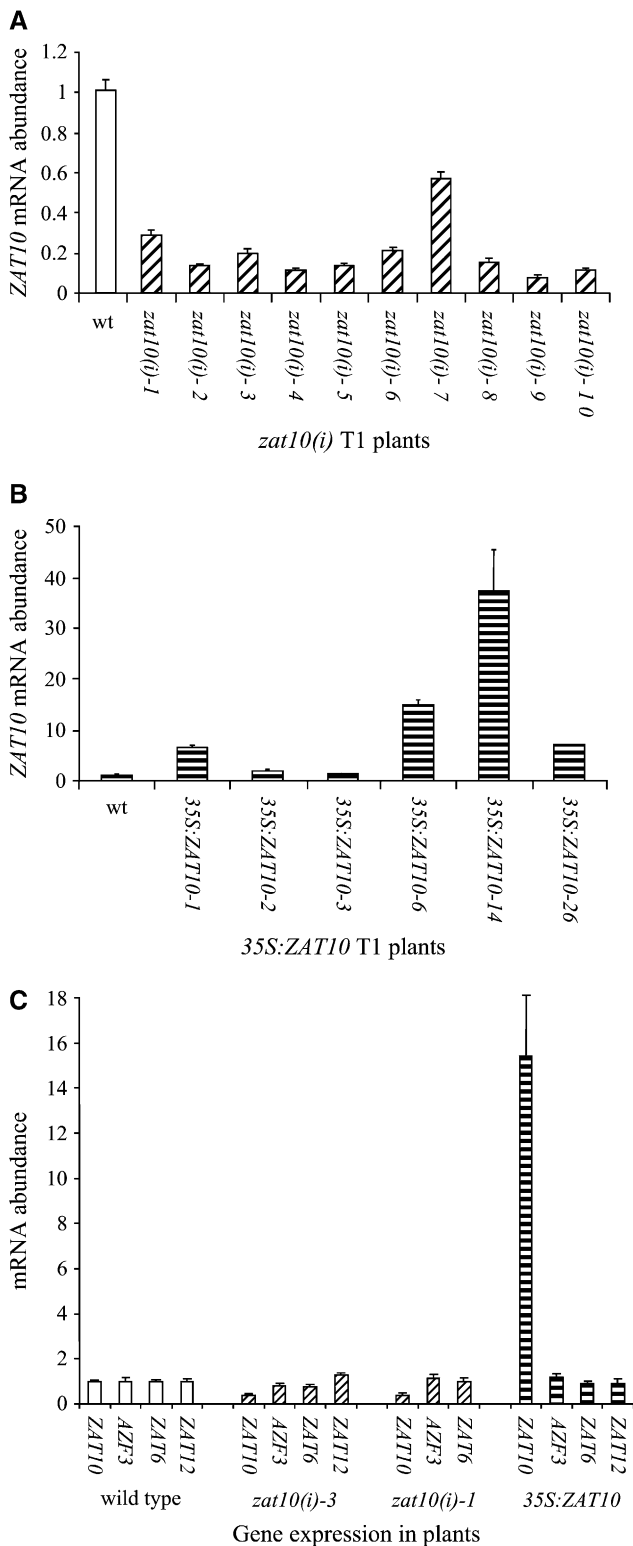 A
ZAT10 mRNA abundance
1.2
1
0.8
0.6
0.4
0.2
0
wt
zat10(i)-1
zat10(i)- 2
zat10(i)- 3
zat10(i)- 4
zat10(i)- 5
zat10(i)- 6
zat10(i)- 7
zat10(i)- 8
zat10(i)- 9
zat10(i)- 1 0
zat10(i) T1 plants
B
ZAT10 mRNA abundance
50
40
30
20
10
0
wt
35S:ZAT10-1
35S:ZAT10-2
35S:ZAT10-3
35S:ZAT10-6
35S:ZAT10-14
35S:ZAT10-26
35S:ZAT10 T1 plants
C
mRNA abundance
18
16
14
12
10
8
6
4
2
0
ZAT10
AZF3
ZAT6
ZAT12
ZAT10
AZF3
ZAT6
ZAT12
ZAT10
AZF3
ZAT6
ZAT10
AZF3
ZAT6
ZAT12
wild type
zat10(i)-3
zat10(i)-1
35S:ZAT10
Gene expression in plants